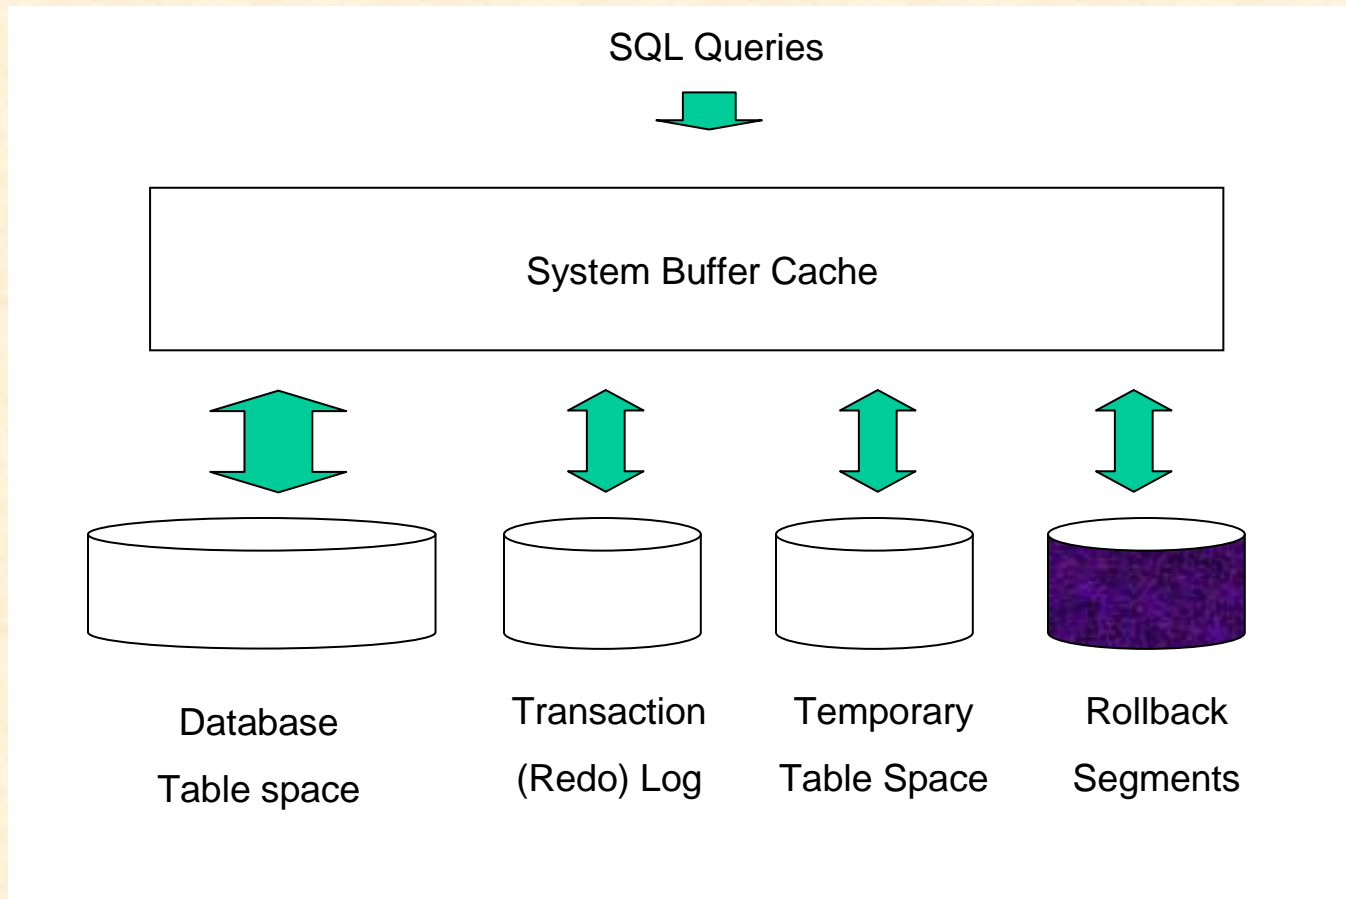 SQL Queries
System Buffer Cache
Database
Table space
Transaction
(Redo) Log
Temporary
Table Space
Rollback
Segments